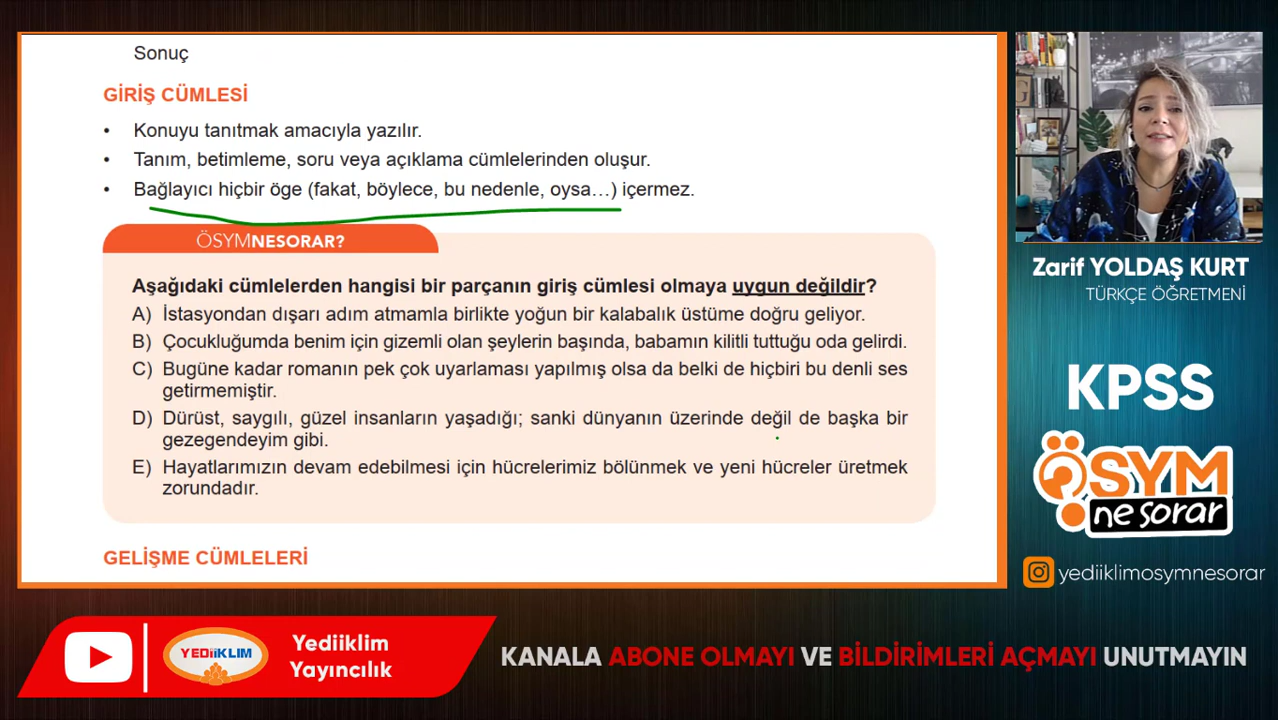 Sonuç
GİRİŞ CÜMLESİ
• Konuyu tanıtmak amacıyla yazılır.
• Tanım, betimleme, soru veya açıklama cümlelerinden oluşur.
• Bağlayıcı hiçbir öge (fakat, böylece, bu nedenle, oysa…) içermez.
ÖSYMNESORAR?
Aşağıdaki cümlelerden hangisi bir parçanın giriş cümlesi olmaya uygun değildir?
A) İstasyondan dışarı adım atmamla birlikte yoğun bir kalabalık üstüme doğru geliyor.
B) Çocukluğumda benim için gizemli olan şeylerin başında, babamın kilitli tuttuğu oda gelirdi.
C) Bugüne kadar romanın pek çok uyarlaması yapılmış olsa da belki de hiçbiri bu denli ses
getirmemiştir.
D) Dürüst, saygılı, güzel insanların yaşadığı; sanki dünyanın üzerinde değil de başka bir
gezegendeyim gibi.
E) Hayatlarımızın devam edebilmesi için hücrelerimiz bölünmek ve yeni hücreler üretmek
zorundadır.
GELİŞME CÜMLELERİ
Zarif YOLDAŞ KURT
TÜRKÇE ÖĞRETMENİ
KPSS
ÖSYM
ne sorar
yediiklimosymnesorar
YEDİİKLİM
Yediiklim
Yayıncılık
KANALA ABONE OLMAYI VE BİLDİRİMLERİ AÇMAYI UNUTMAYIN